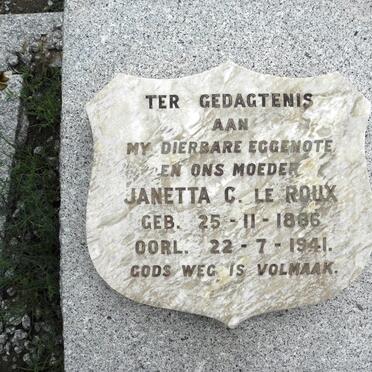 TER GEDAGTENIS
AAN
MY DIERBARE EGGENOTE
EN ONS MOEDER
JANETTA C. LE ROUX
GEB. 25-11-1886
OORL. 22-7-1941.
GODS WEG IS VOLMAAK.